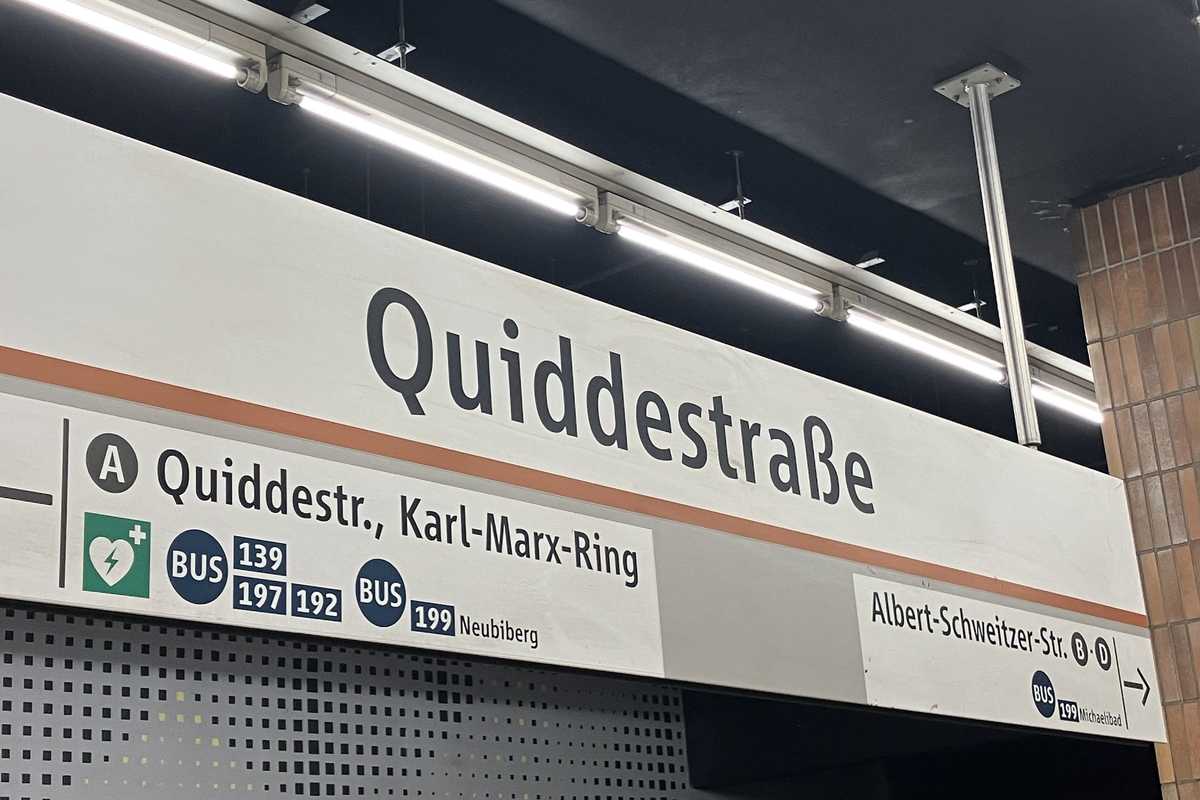 Quiddestraße
A Quiddestr., Karl-Marx-Ring
BUS 139
197 192
BUS 199 Neubiberg
Albert-Schweitzer-Str. B · D
BUS 199 Michaelibad